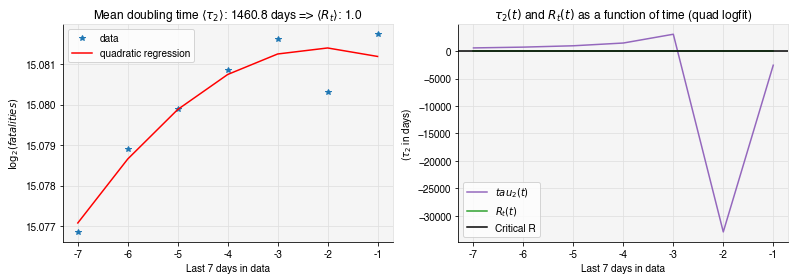 Mean doubling time ⟨τ₂⟩: 1460.8 days => ⟨Rₜ⟩: 1.0
data
quadratic regression
log₂(fatalities)
15.081
15.080
15.079
15.078
15.077
-7 -6 -5 -4 -3 -2 -1
Last 7 days in data
τ₂(t) and Rₜ(t) as a function of time (quad logfit)
(τ₂ in days)
0
−5000
−10000
−15000
−20000
−25000
−30000
tau₂(t)
Rₜ(t)
Critical R
-7 -6 -5 -4 -3 -2 -1
Last 7 days in data